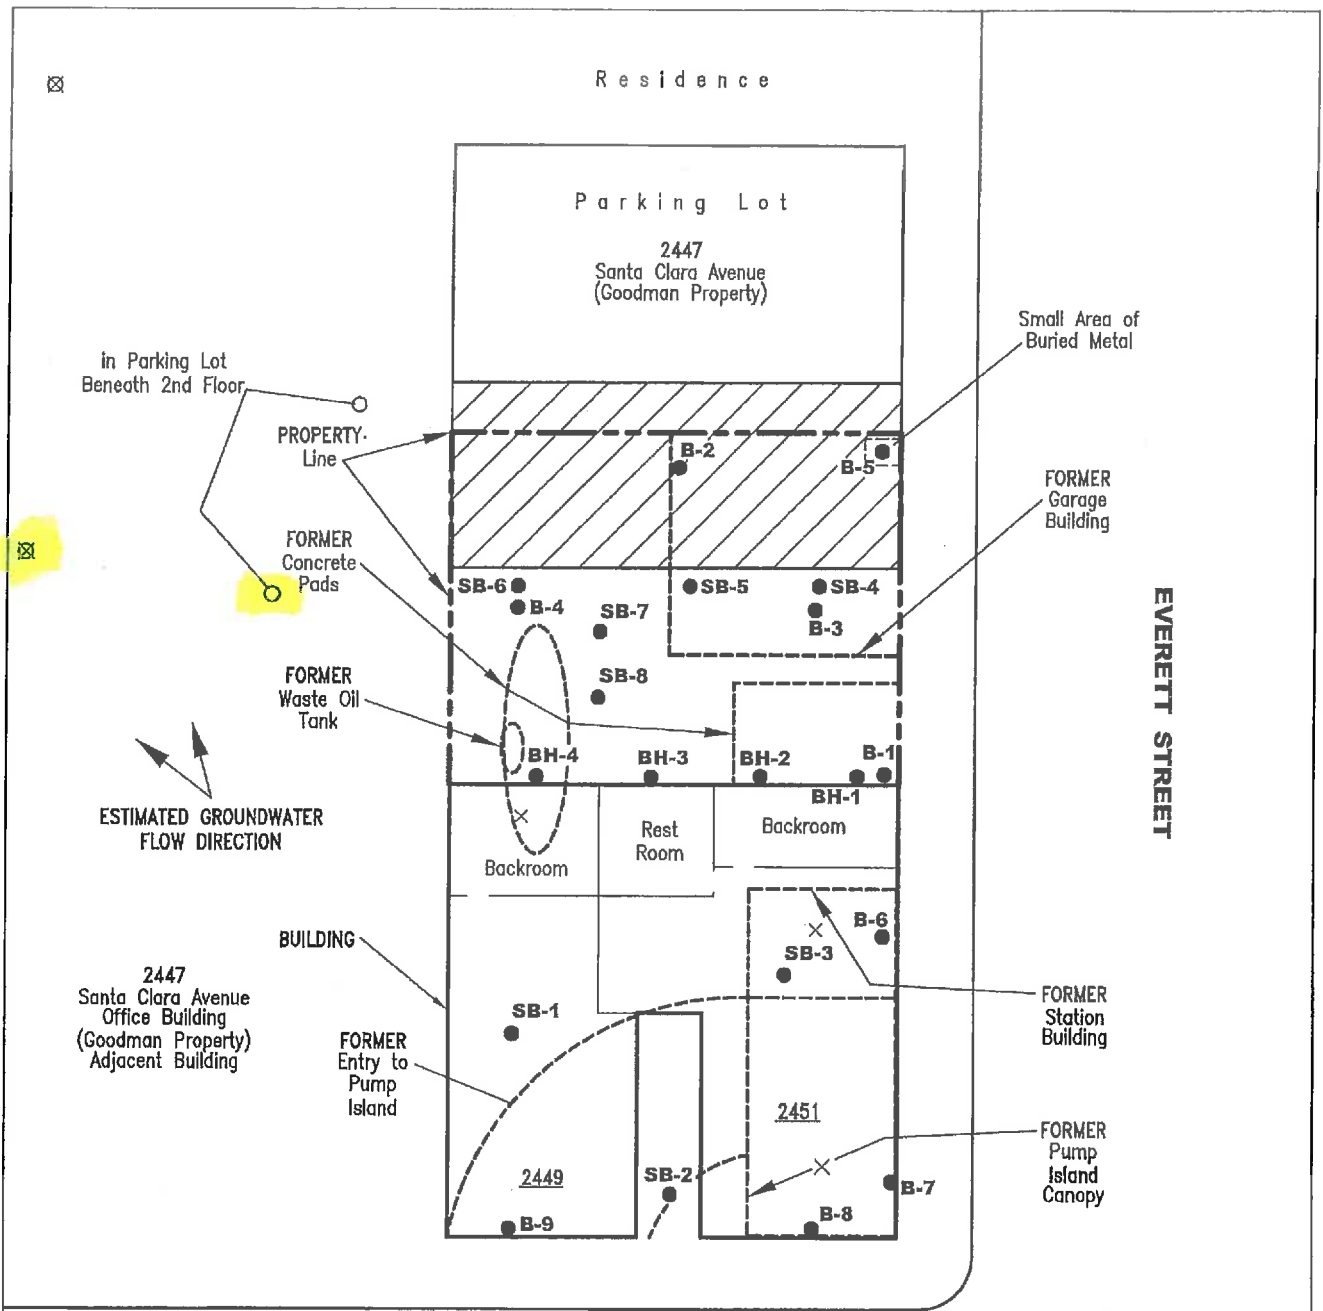 Residence
Parking Lot
2447
Santa Clara Avenue
(Goodman Property)
Small Area of
Buried Metal
in Parking Lot
Beneath 2nd Floor
PROPERTY
Line
B-2
B-5
FORMER
Garage
Building
FORMER
Concrete
Pads
SB-6
B-4
SB-7
SB-5
SB-4
B-3
SB-8
EVERETT STREET
FORMER
Waste Oil
Tank
BH-4
BH-3
BH-2
B-1
BH-1
ESTIMATED GROUNDWATER
FLOW DIRECTION
Backroom
Rest
Room
Backroom
BUILDING
B-6
SB-3
2447
Santa Clara Avenue
Office Building
(Goodman Property)
Adjacent Building
SB-1
FORMER
Station
Building
FORMER
Entry to
Pump
Island
2451
FORMER
Pump
Island
Canopy
2449
SB-2
B-7
B-8
B-9